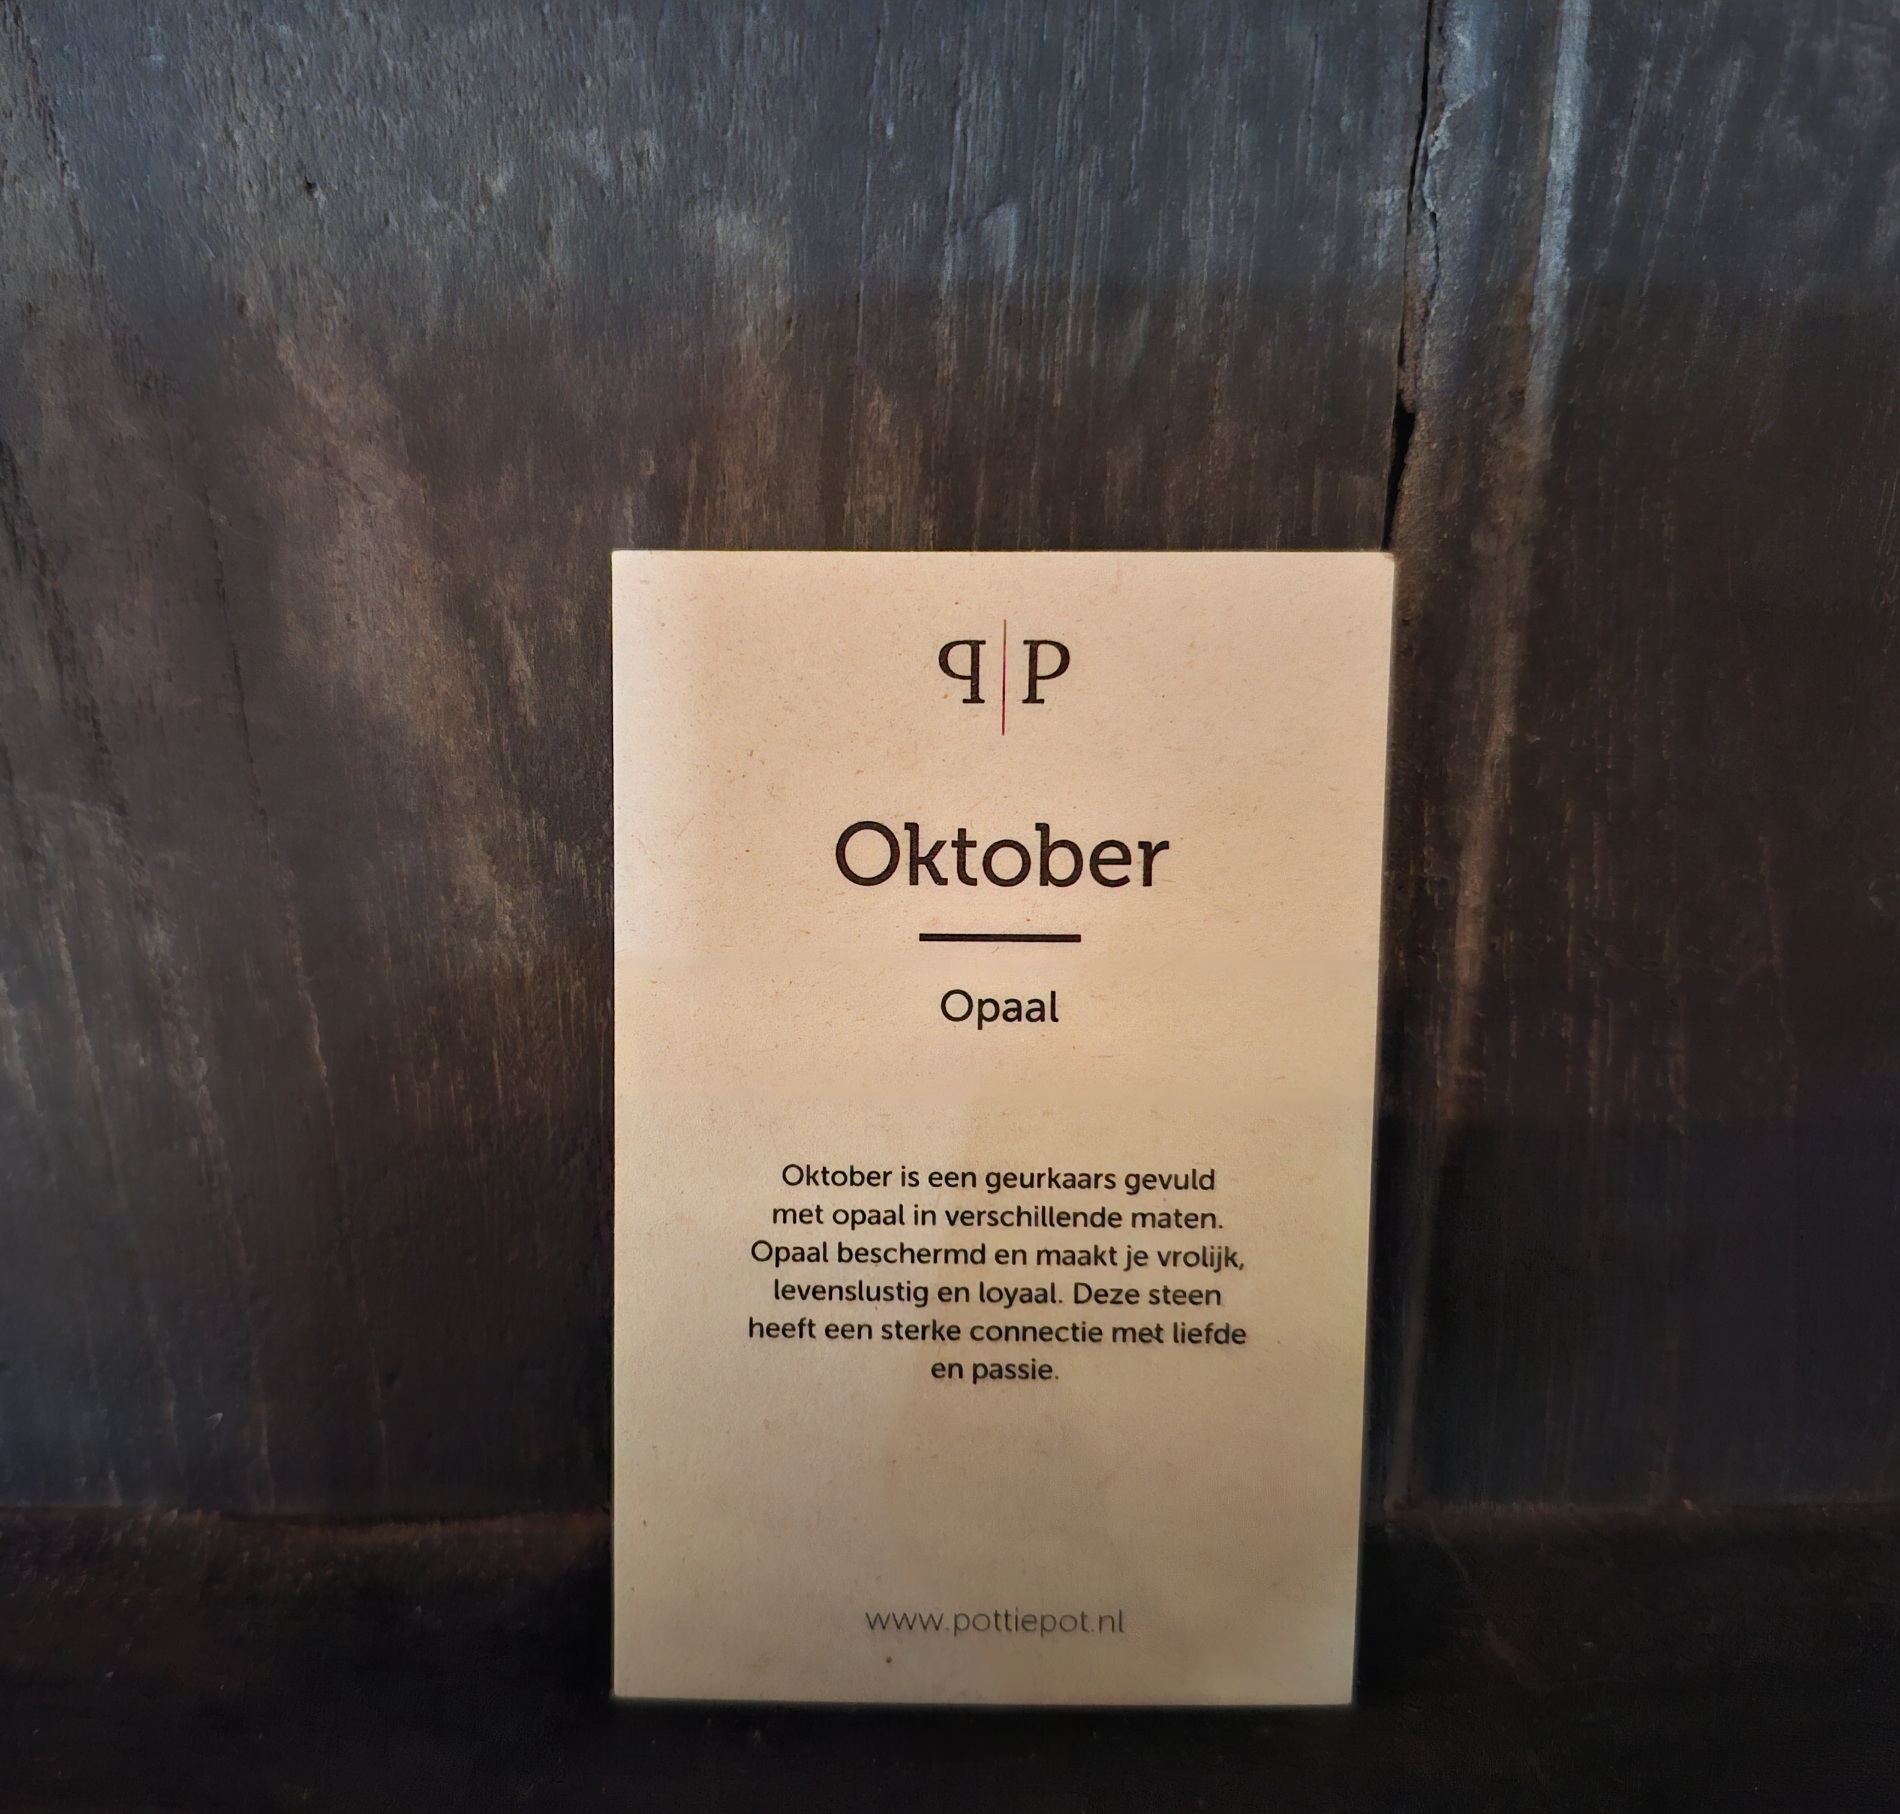 P|P
Oktober
Opaal
Oktober is een geurkaars gevuld
met opaal in verschillende maten.
Opaal beschermd en maakt je vrolijk,
levenslustig en loyaal. Deze steen
heeft een sterke connectie met liefde
en passie.
www.pottiepot.nl